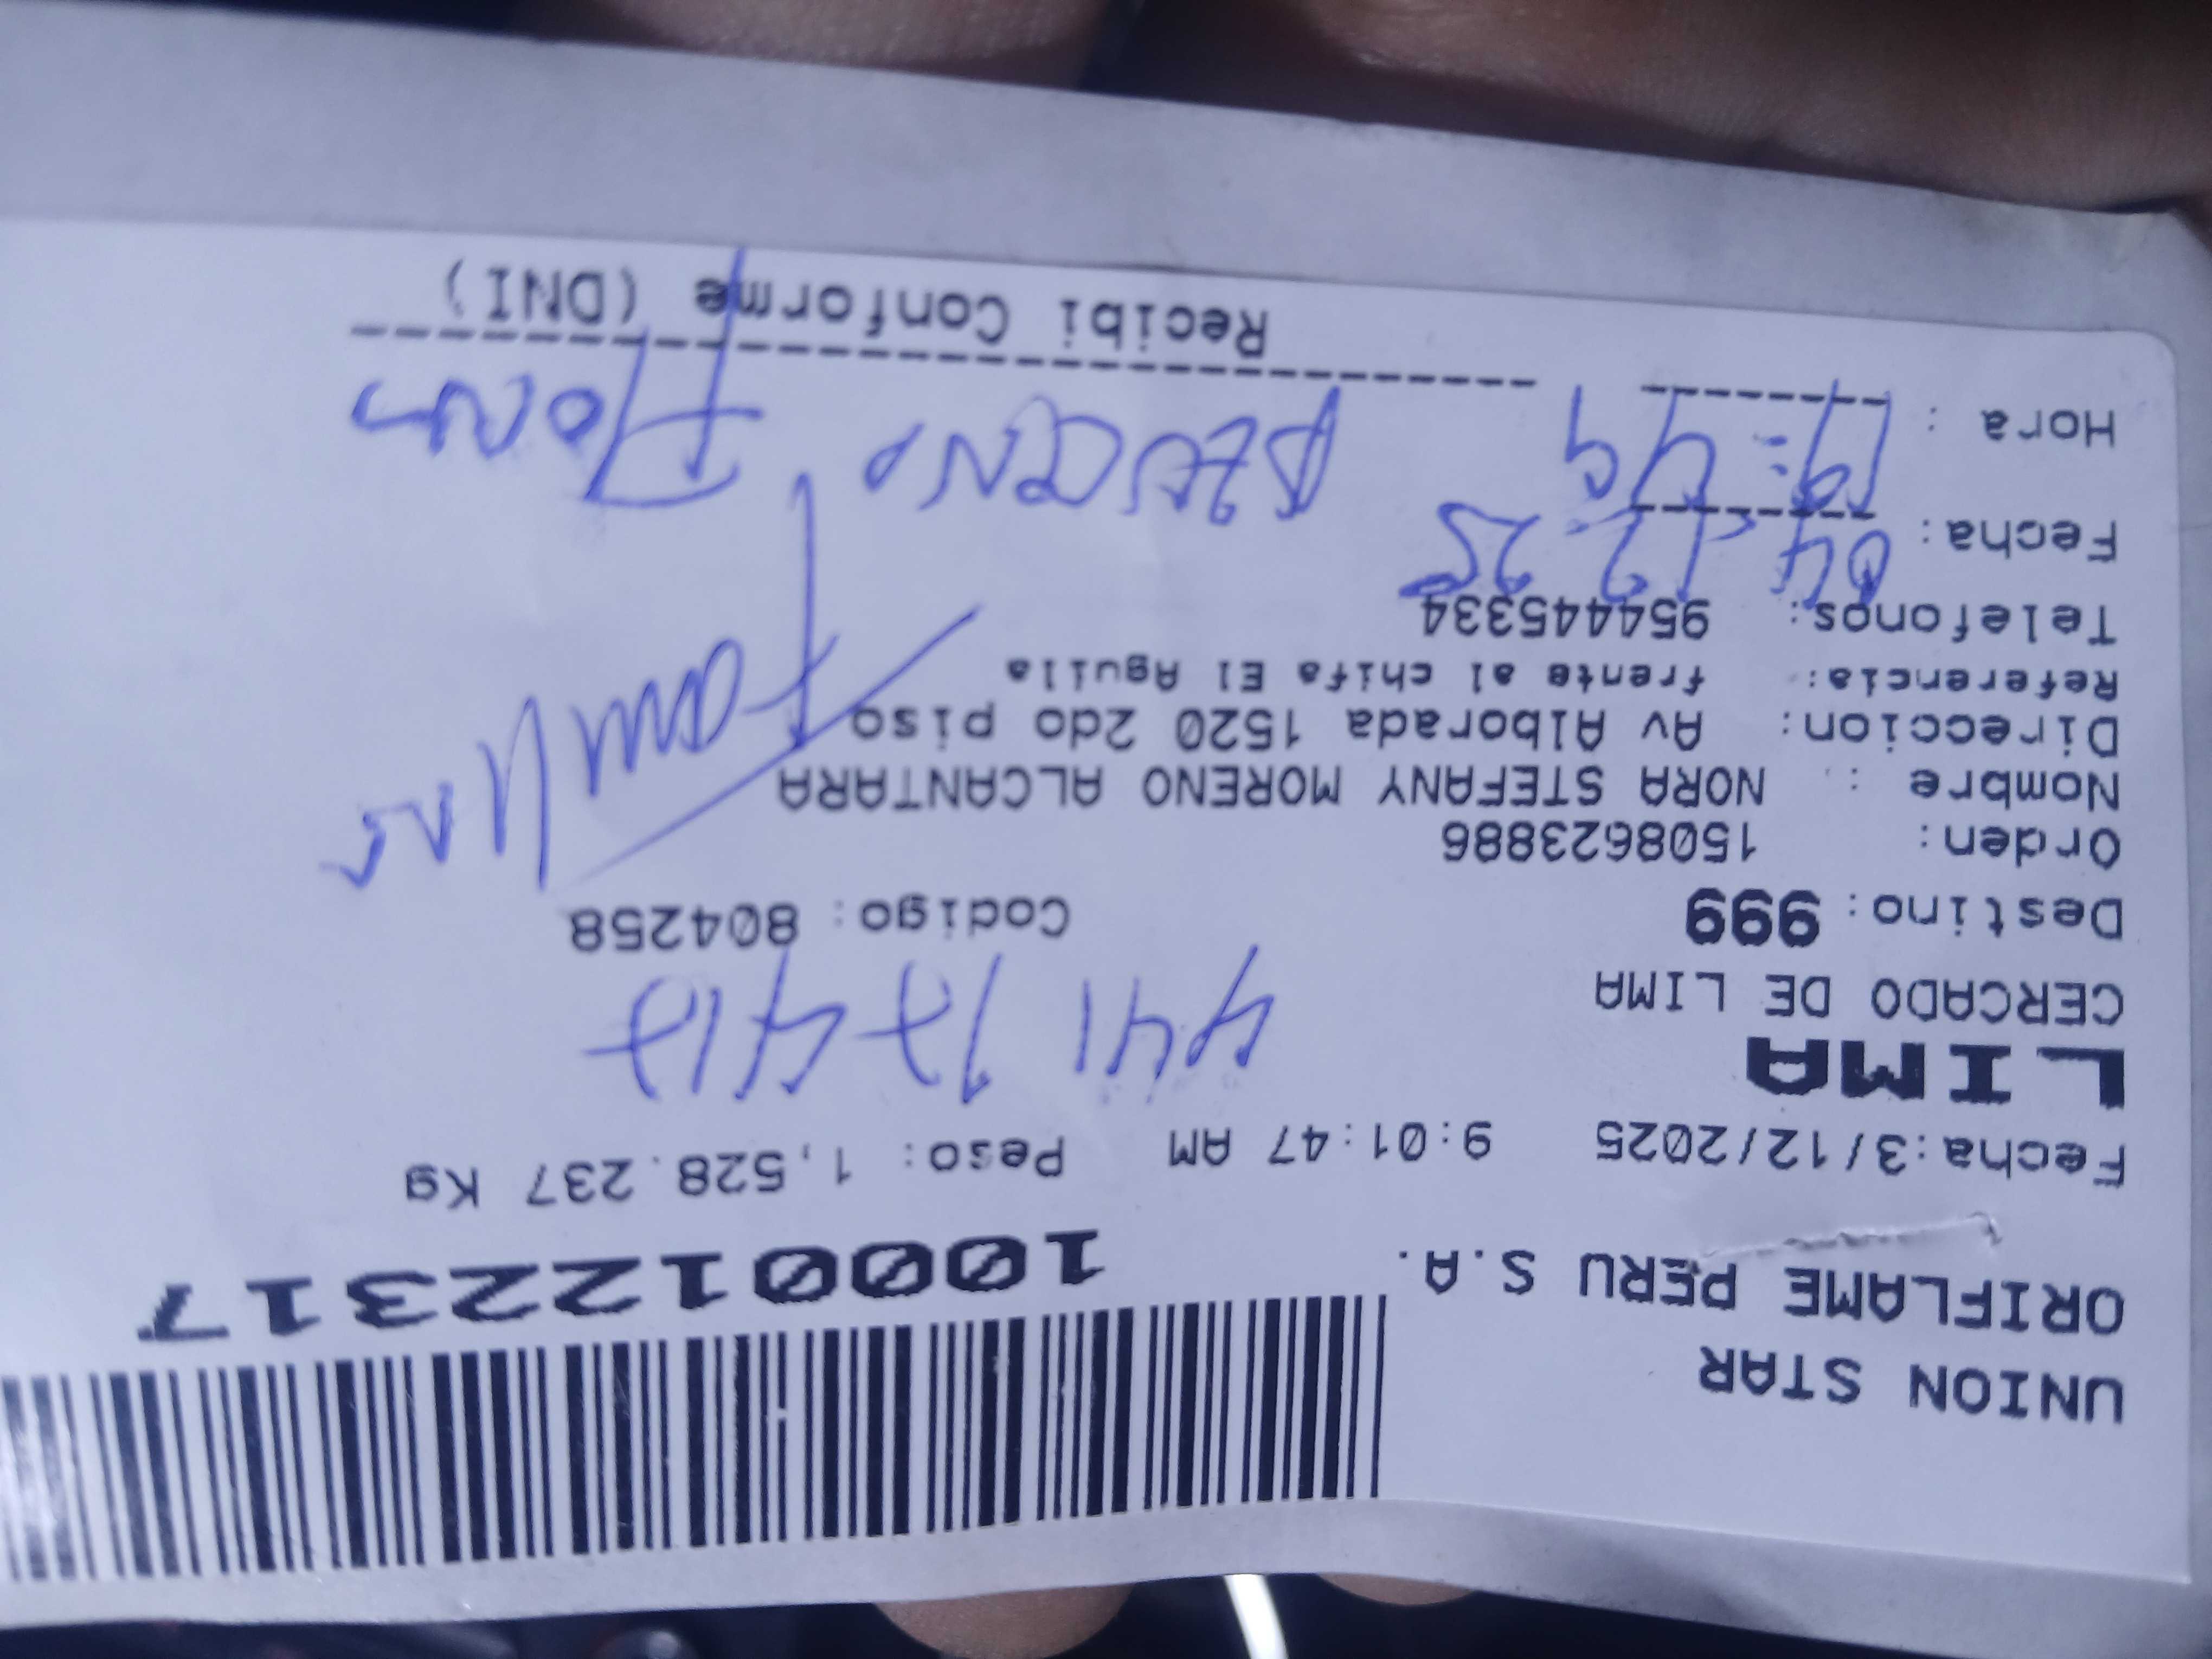 UNION STAR
ORIFLAME PERU S.A.
10001223 17
Fecha:3/12/2025 9:01:47 AM Peso: 1,528.237 Kg
LIMA
CERCADO DE LIMA
Destino: 999 Codigo: 804258
Orden: 1508623886
Nombre : NORA STEFANY MORENO ALCANTARA
Direccion: Av Alborada 1520 2do piso
Referencia: frente al chifa El Aguila
Telefonos: 954445334
Fecha: 04 12 25
Hora : 19:49
Recibi Conforme (DNI)